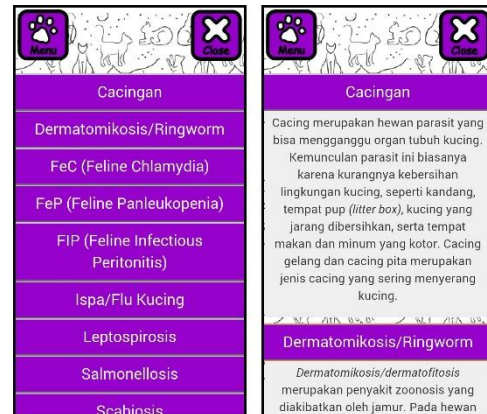 Menu
Close
Cacingan
Dermatomikosis/Ringworm
FeC (Feline Chlamydia)
FeP (Feline Panleukopenia)
FIP (Feline Infectious
Peritonitis)
Ispa/Flu Kucing
Leptospirosis
Salmonellosis
Scabiosis
Menu
Close
Cacingan
Cacing merupakan hewan parasit yang
bisa mengganggu organ tubuh kucing.
Kemunculan parasit ini biasanya
karena kurangnya kebersihan
lingkungan kucing, seperti kandang,
tempat pup (litter box), kucing yang
jarang dibersihkan, serta tempat
makan dan minum yang kotor. Cacing
gelang dan cacing pita merupakan
jenis cacing yang sering menyerang
kucing.
Dermatomikosis/Ringworm
Dermatomikosis/dermatofitosis
merupakan penyakit zoonosis yang
diakibatkan oleh jamur. Pada hewan